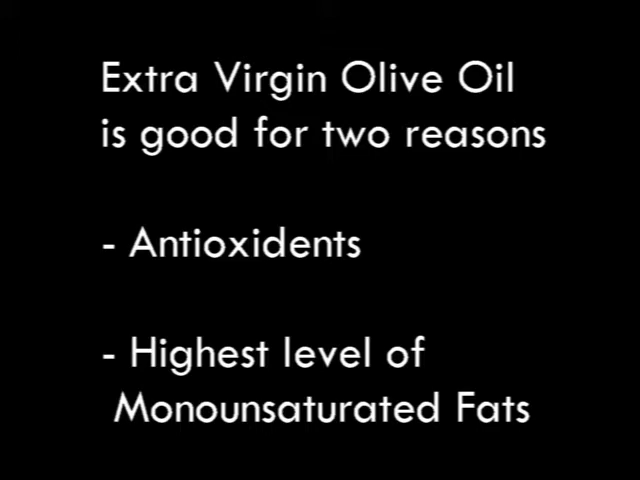 Extra Virgin Olive Oil
is good for two reasons
- Antioxidents
- Highest level of
Monounsaturated Fats